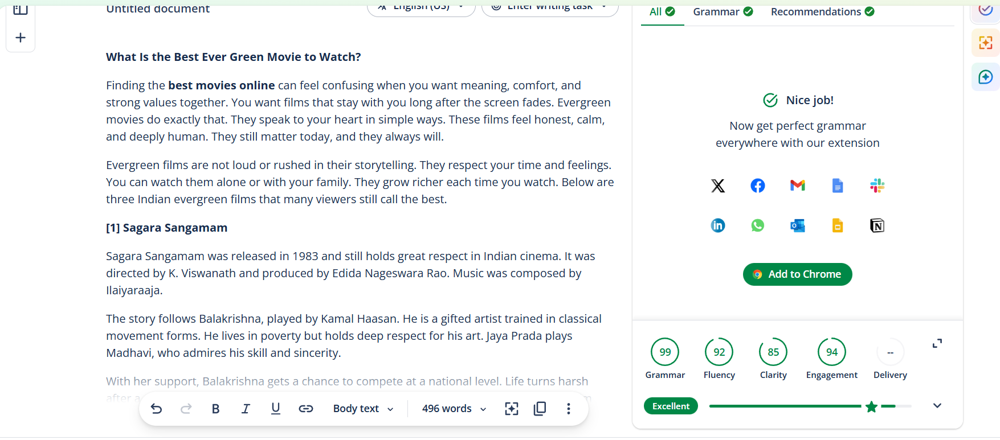 Untitled document
English (US)
Enter writing task
All
Grammar
Recommendations
What Is the Best Ever Green Movie to Watch?
Finding the best movies online can feel confusing when you want meaning, comfort, and
strong values together. You want films that stay with you long after the screen fades. Evergreen
movies do exactly that. They speak to your heart in simple ways. These films feel honest, calm,
and deeply human. They still matter today, and they always will.
Evergreen films are not loud or rushed in their storytelling. They respect your time and feelings.
You can watch them alone or with your family. They grow richer each time you watch. Below are
three Indian evergreen films that many viewers still call the best.
[1] Sagara Sangamam
Sagara Sangamam was released in 1983 and still holds great respect in Indian cinema. It was
directed by K. Viswanath and produced by Edida Nageswara Rao. Music was composed by
Ilaiyaraaja.
The story follows Balakrishna, played by Kamal Haasan. He is a gifted artist trained in classical
movement forms. He lives in poverty but holds deep respect for his art. Jaya Prada plays
Madhavi, who admires his skill and sincerity.
With her support, Balakrishna gets a chance to compete at a national level. Life turns harsh
after a
B I U
Body text
496 words
Nice job!
Now get perfect grammar
everywhere with our extension
Add to Chrome
99
92
85
94
--
Grammar
Fluency
Clarity
Engagement
Delivery
Excellent